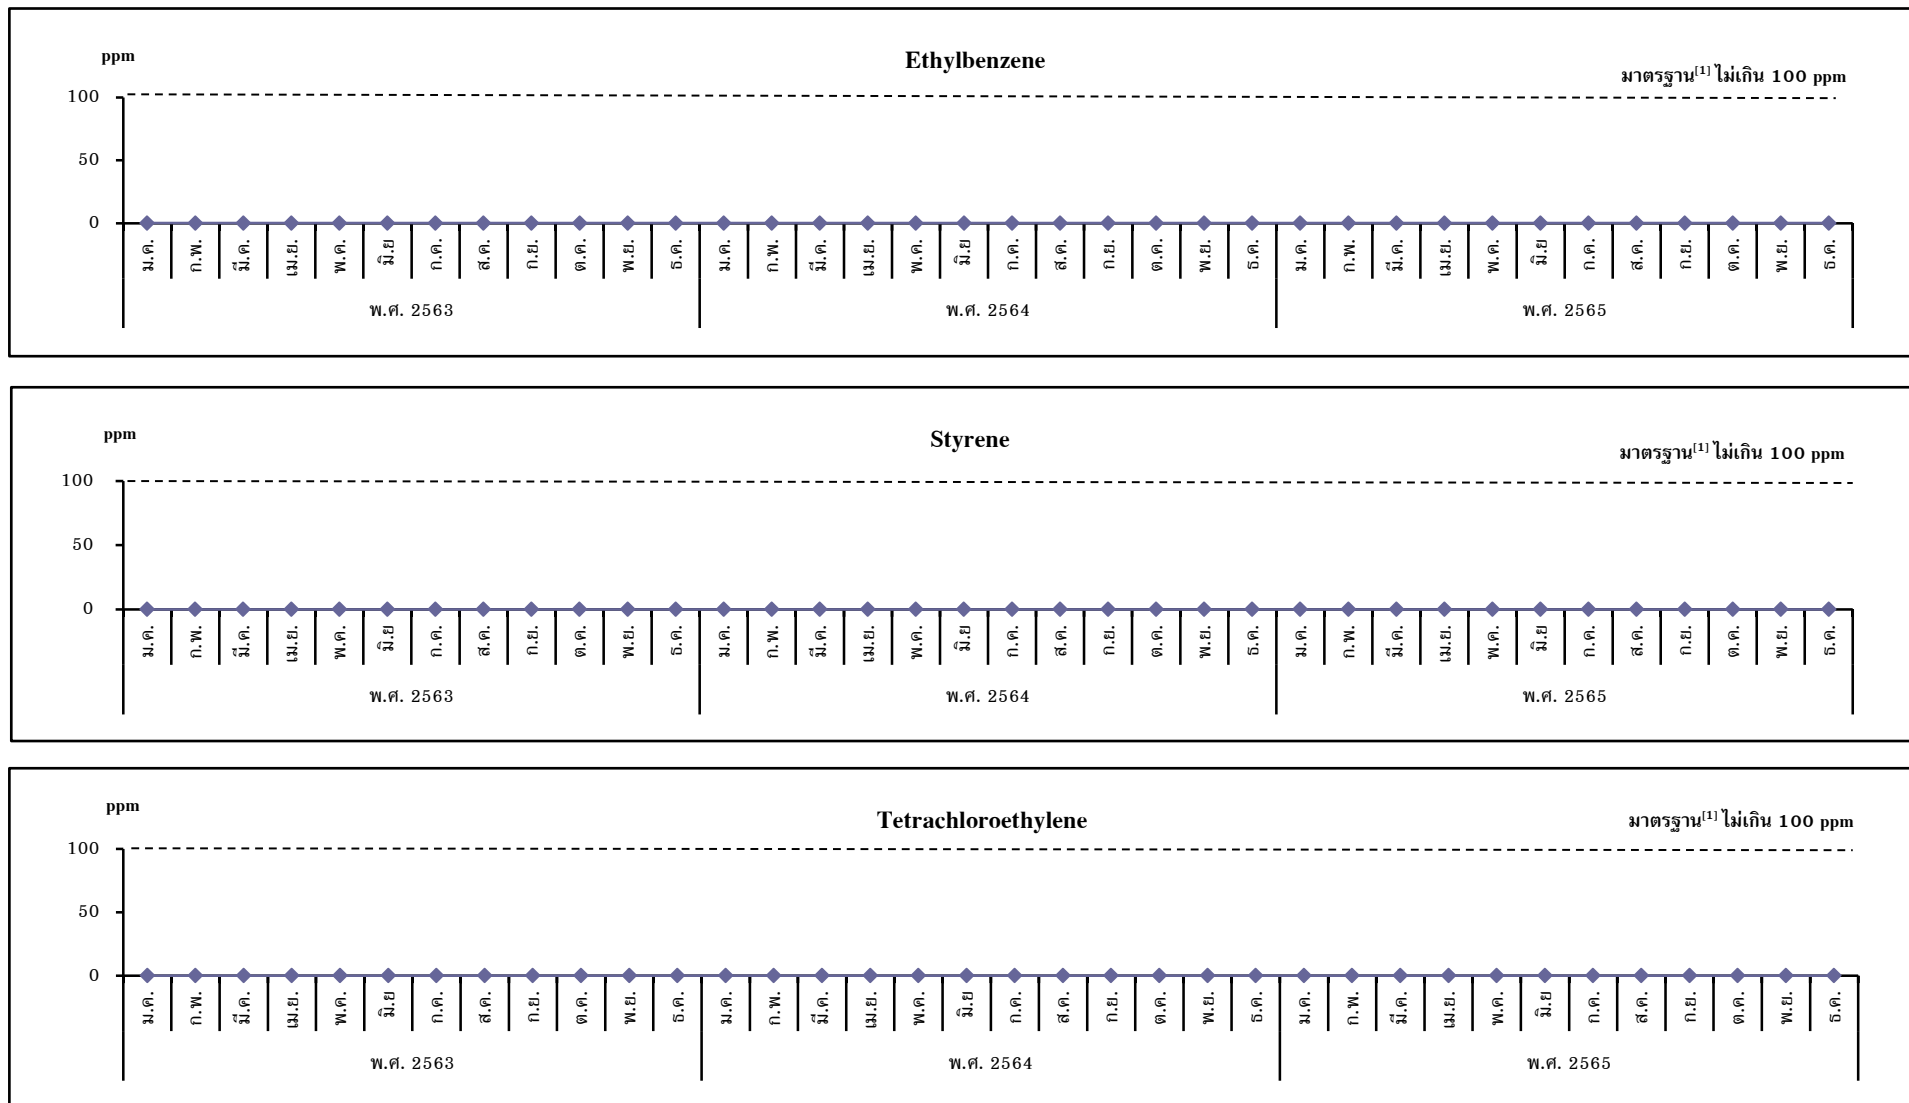 ppm
Ethylbenzene
มาตรฐาน[1] ไม่เกิน 100 ppm
100
50
0
ม.ค. ก.พ. มี.ค. เม.ย. พ.ค. มิ.ย ก.ค. ส.ค. ก.ย. ต.ค. พ.ย. ธ.ค. ม.ค. ก.พ. มี.ค. เม.ย. พ.ค. มิ.ย ก.ค. ส.ค. ก.ย. ต.ค. พ.ย. ธ.ค. ม.ค. ก.พ. มี.ค. เม.ย. พ.ค. มิ.ย ก.ค. ส.ค. ก.ย. ต.ค. พ.ย. ธ.ค.
พ.ศ. 2563 พ.ศ. 2564 พ.ศ. 2565
ppm
Styrene
มาตรฐาน[1] ไม่เกิน 100 ppm
100
50
0
ม.ค. ก.พ. มี.ค. เม.ย. พ.ค. มิ.ย ก.ค. ส.ค. ก.ย. ต.ค. พ.ย. ธ.ค. ม.ค. ก.พ. มี.ค. เม.ย. พ.ค. มิ.ย ก.ค. ส.ค. ก.ย. ต.ค. พ.ย. ธ.ค. ม.ค. ก.พ. มี.ค. เม.ย. พ.ค. มิ.ย ก.ค. ส.ค. ก.ย. ต.ค. พ.ย. ธ.ค.
พ.ศ. 2563 พ.ศ. 2564 พ.ศ. 2565
ppm
Tetrachloroethylene
มาตรฐาน[1] ไม่เกิน 100 ppm
100
50
0
ม.ค. ก.พ. มี.ค. เม.ย. พ.ค. มิ.ย ก.ค. ส.ค. ก.ย. ต.ค. พ.ย. ธ.ค. ม.ค. ก.พ. มี.ค. เม.ย. พ.ค. มิ.ย ก.ค. ส.ค. ก.ย. ต.ค. พ.ย. ธ.ค. ม.ค. ก.พ. มี.ค. เม.ย. พ.ค. มิ.ย ก.ค. ส.ค. ก.ย. ต.ค. พ.ย. ธ.ค.
พ.ศ. 2563 พ.ศ. 2564 พ.ศ. 2565